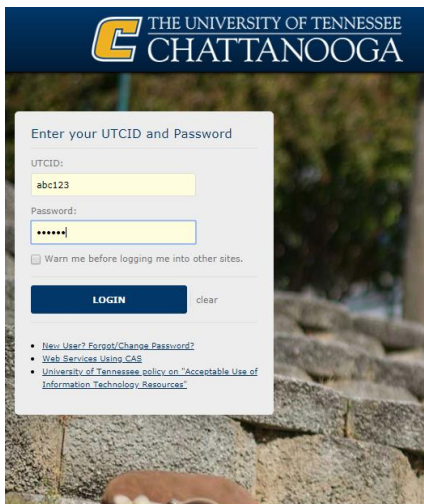 THE UNIVERSITY OF TENNESSEE
CHATTANOOGA
Enter your UTCID and Password
UTCID:
abc123
Password:
••••••
Warn me before logging me into other sites.
LOGIN clear
New User? Forgot/Change Password?
Web Services Using CAS
University of Tennessee policy on "Acceptable Use of
Information Technology Resources"